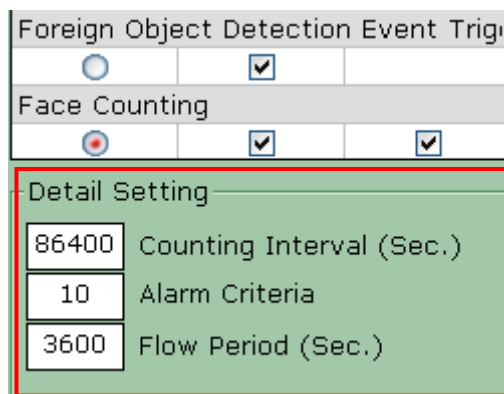 Foreign Object Detection Event
Face Counting
Detail Setting
86400 Counting Interval (Sec.)
10 Alarm Criteria
3600 Flow Period (Sec.)